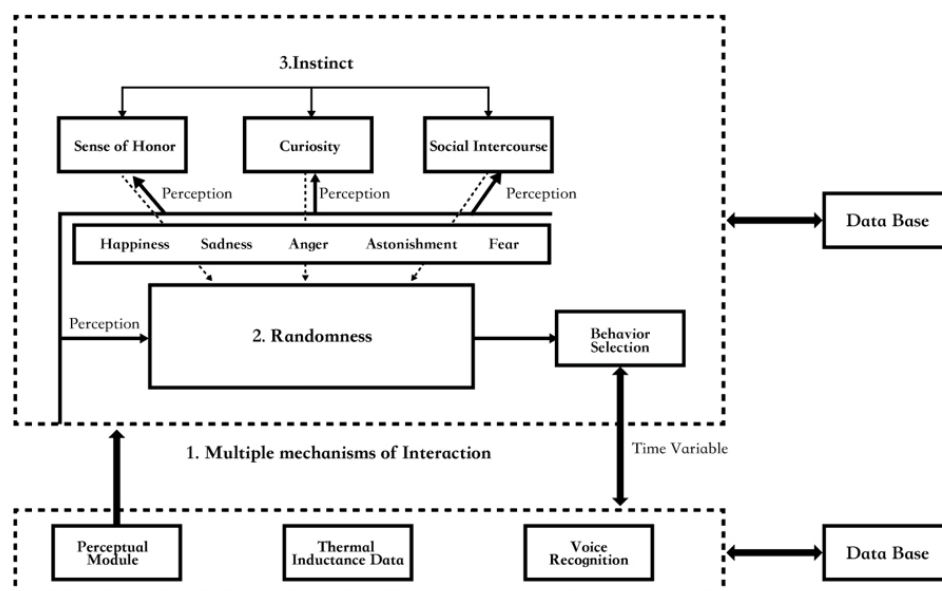 3.Instinct
Sense of Honor
Curiosity
Social Intercourse
Perception
Perception
Perception
Happiness Sadness Anger Astonishment Fear
Data Base
Perception
2. Randomness
Behavior
Selection
1. Multiple mechanisms of Interaction
Time Variable
Perceptual
Module
Thermal
Inductance Data
Voice
Recognition
Data Base